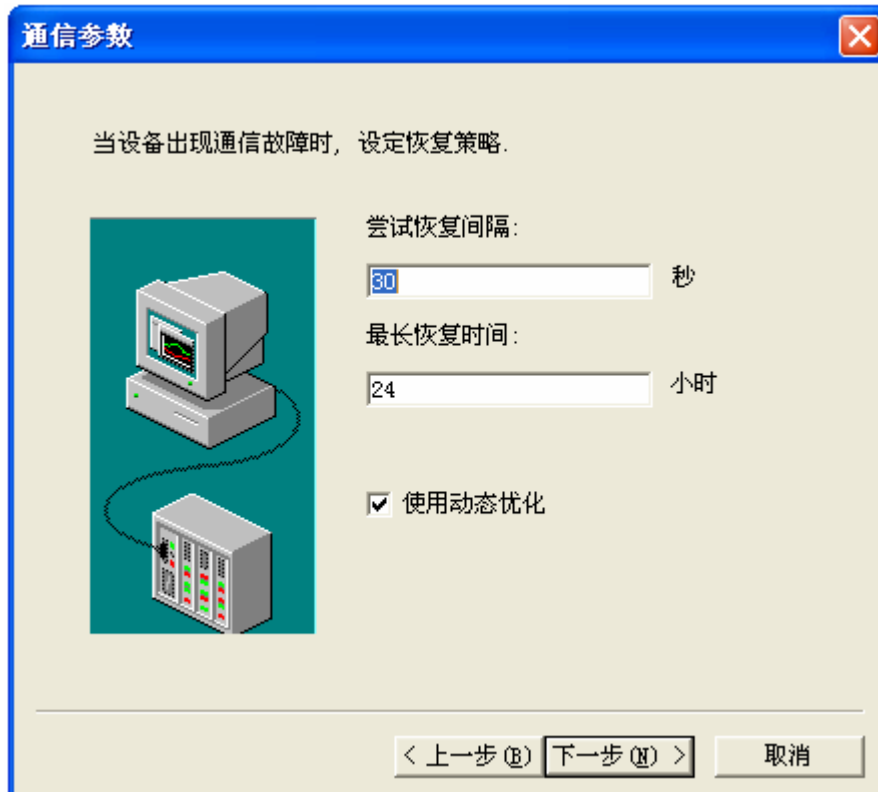 通信参数
当设备出现通信故障时, 设定恢复策略.
尝试恢复间隔:
30 秒
最长恢复时间:
24 小时
使用动态优化
< 上一步(B) 下一步(N) > 取消